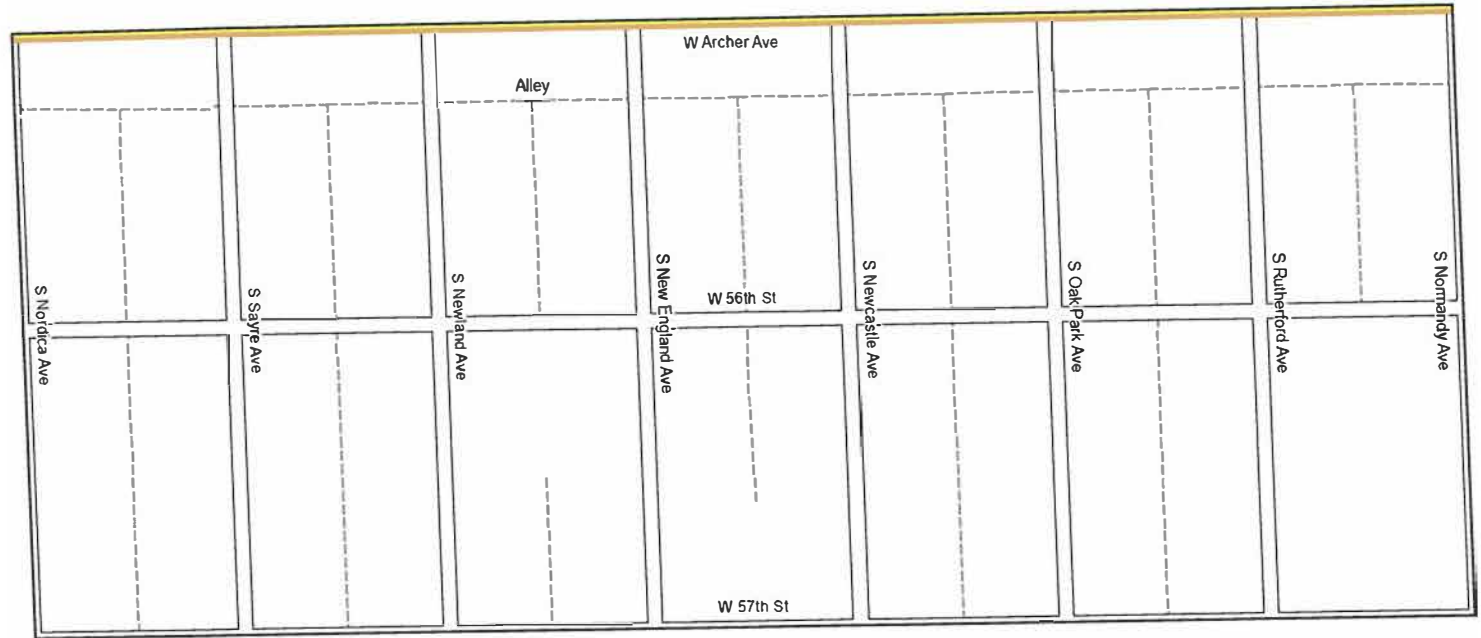 W Archer Ave
Alley
S Nordica Ave
S Sayre Ave
S Newland Ave
S New England Ave
W 56th St
S Newcastle Ave
S Oak Park Ave
S Rutherford Ave
S Normandy Ave
W 57th St